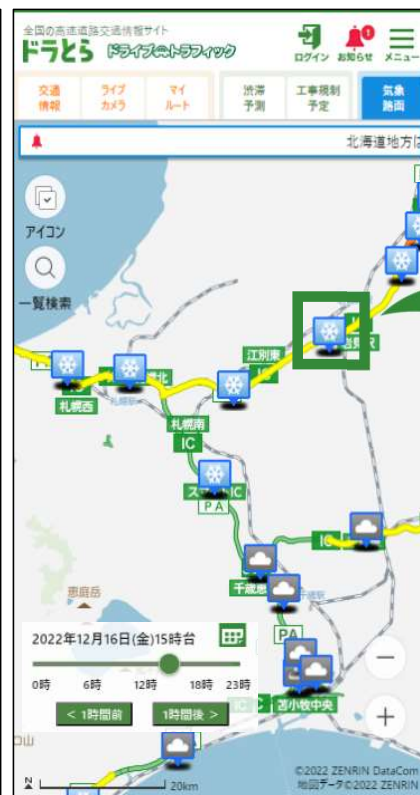 全国の高速道路交通情報サイト
ドラとら ドライブ&トラフィック
ログイン お知らせ メニュー
交通情報
ライブカメラ
マイルート
渋滞予測
工事規制予定
気象路面
北海道地方に
アイコン
一覧検索
江別東
IC
札幌西
札幌南
IC
スマートIC
PA
IC
恵庭岳
千歳恵
PA
苫小牧中央
2022年12月16日(金)15時台
0時 6時 12時 18時 23時
< 1時間前 1時間後 >
20km
©2022 ZENRIN DataCom
地図データ©2022 ZENRIN